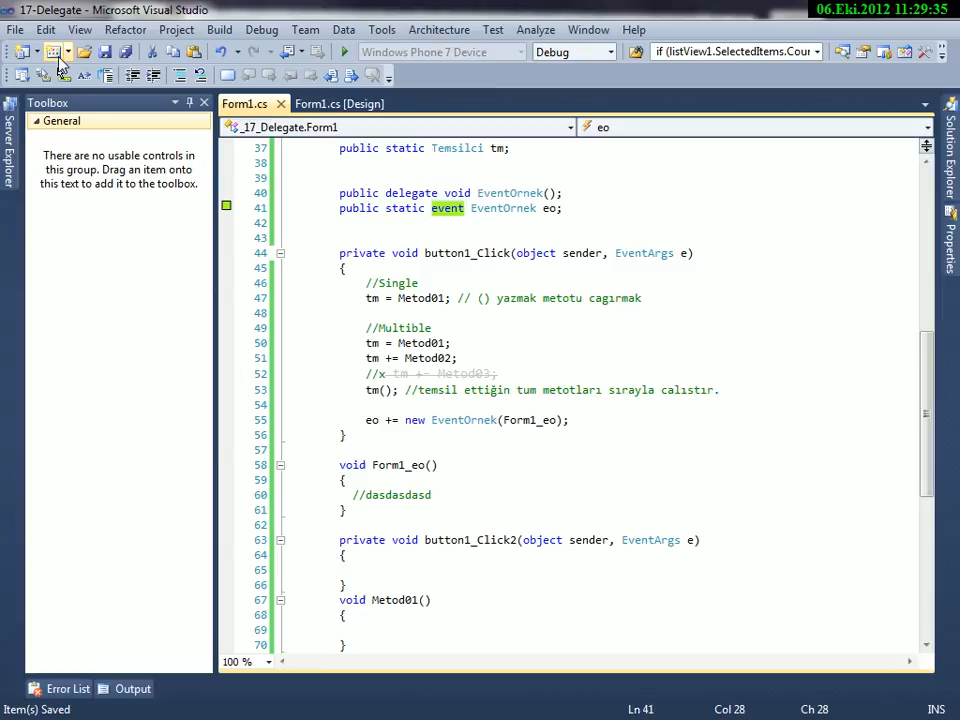 17-Delegate - Microsoft Visual Studio
06.Eki.2012 11:29:35
File Edit View Refactor Project Build Debug Team Data Tools Architecture Test Analyze Window Help
Windows Phone 7 Device Debug if (listView1.SelectedItems.Cour
Toolbox
General
There are no usable controls in
this group. Drag an item onto
this text to add it to the toolbox.
Server Explorer
Solution Explorer
Properties
Form1.cs Form1.cs [Design]
_17_Delegate.Form1 eo
37 public static Temsilci tm;
38
39
40 public delegate void EventOrnek();
41 public static event EventOrnek eo;
42
43
44 private void button1_Click(object sender, EventArgs e)
45 {
46 //Single
47 tm = Metod01; // () yazmak metotu cagırmak
48
49 //Multible
50 tm = Metod01;
51 tm += Metod02;
52 //x tm += Metod03;
53 tm(); //temsil ettiğin tum metotları sırayla calıstır.
54
55 eo += new EventOrnek(Form1_eo);
56 }
57
58 void Form1_eo()
59 {
60 //dasdasdasd
61 }
62
63 private void button1_Click2(object sender, EventArgs e)
64 {
65
66 }
67 void Metod01()
68 {
69
70 }
100 %
Error List Output
Item(s) Saved Ln 41 Col 28 Ch 28 INS